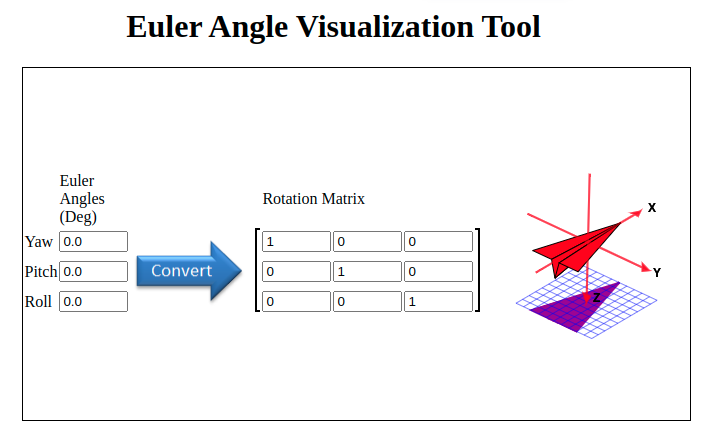 Euler Angle Visualization Tool
Euler
Angles
(Deg)
Rotation Matrix
Yaw 0.0
Pitch 0.0
Roll 0.0
Convert
1 0 0
0 1 0
0 0 1
X
Y
Z